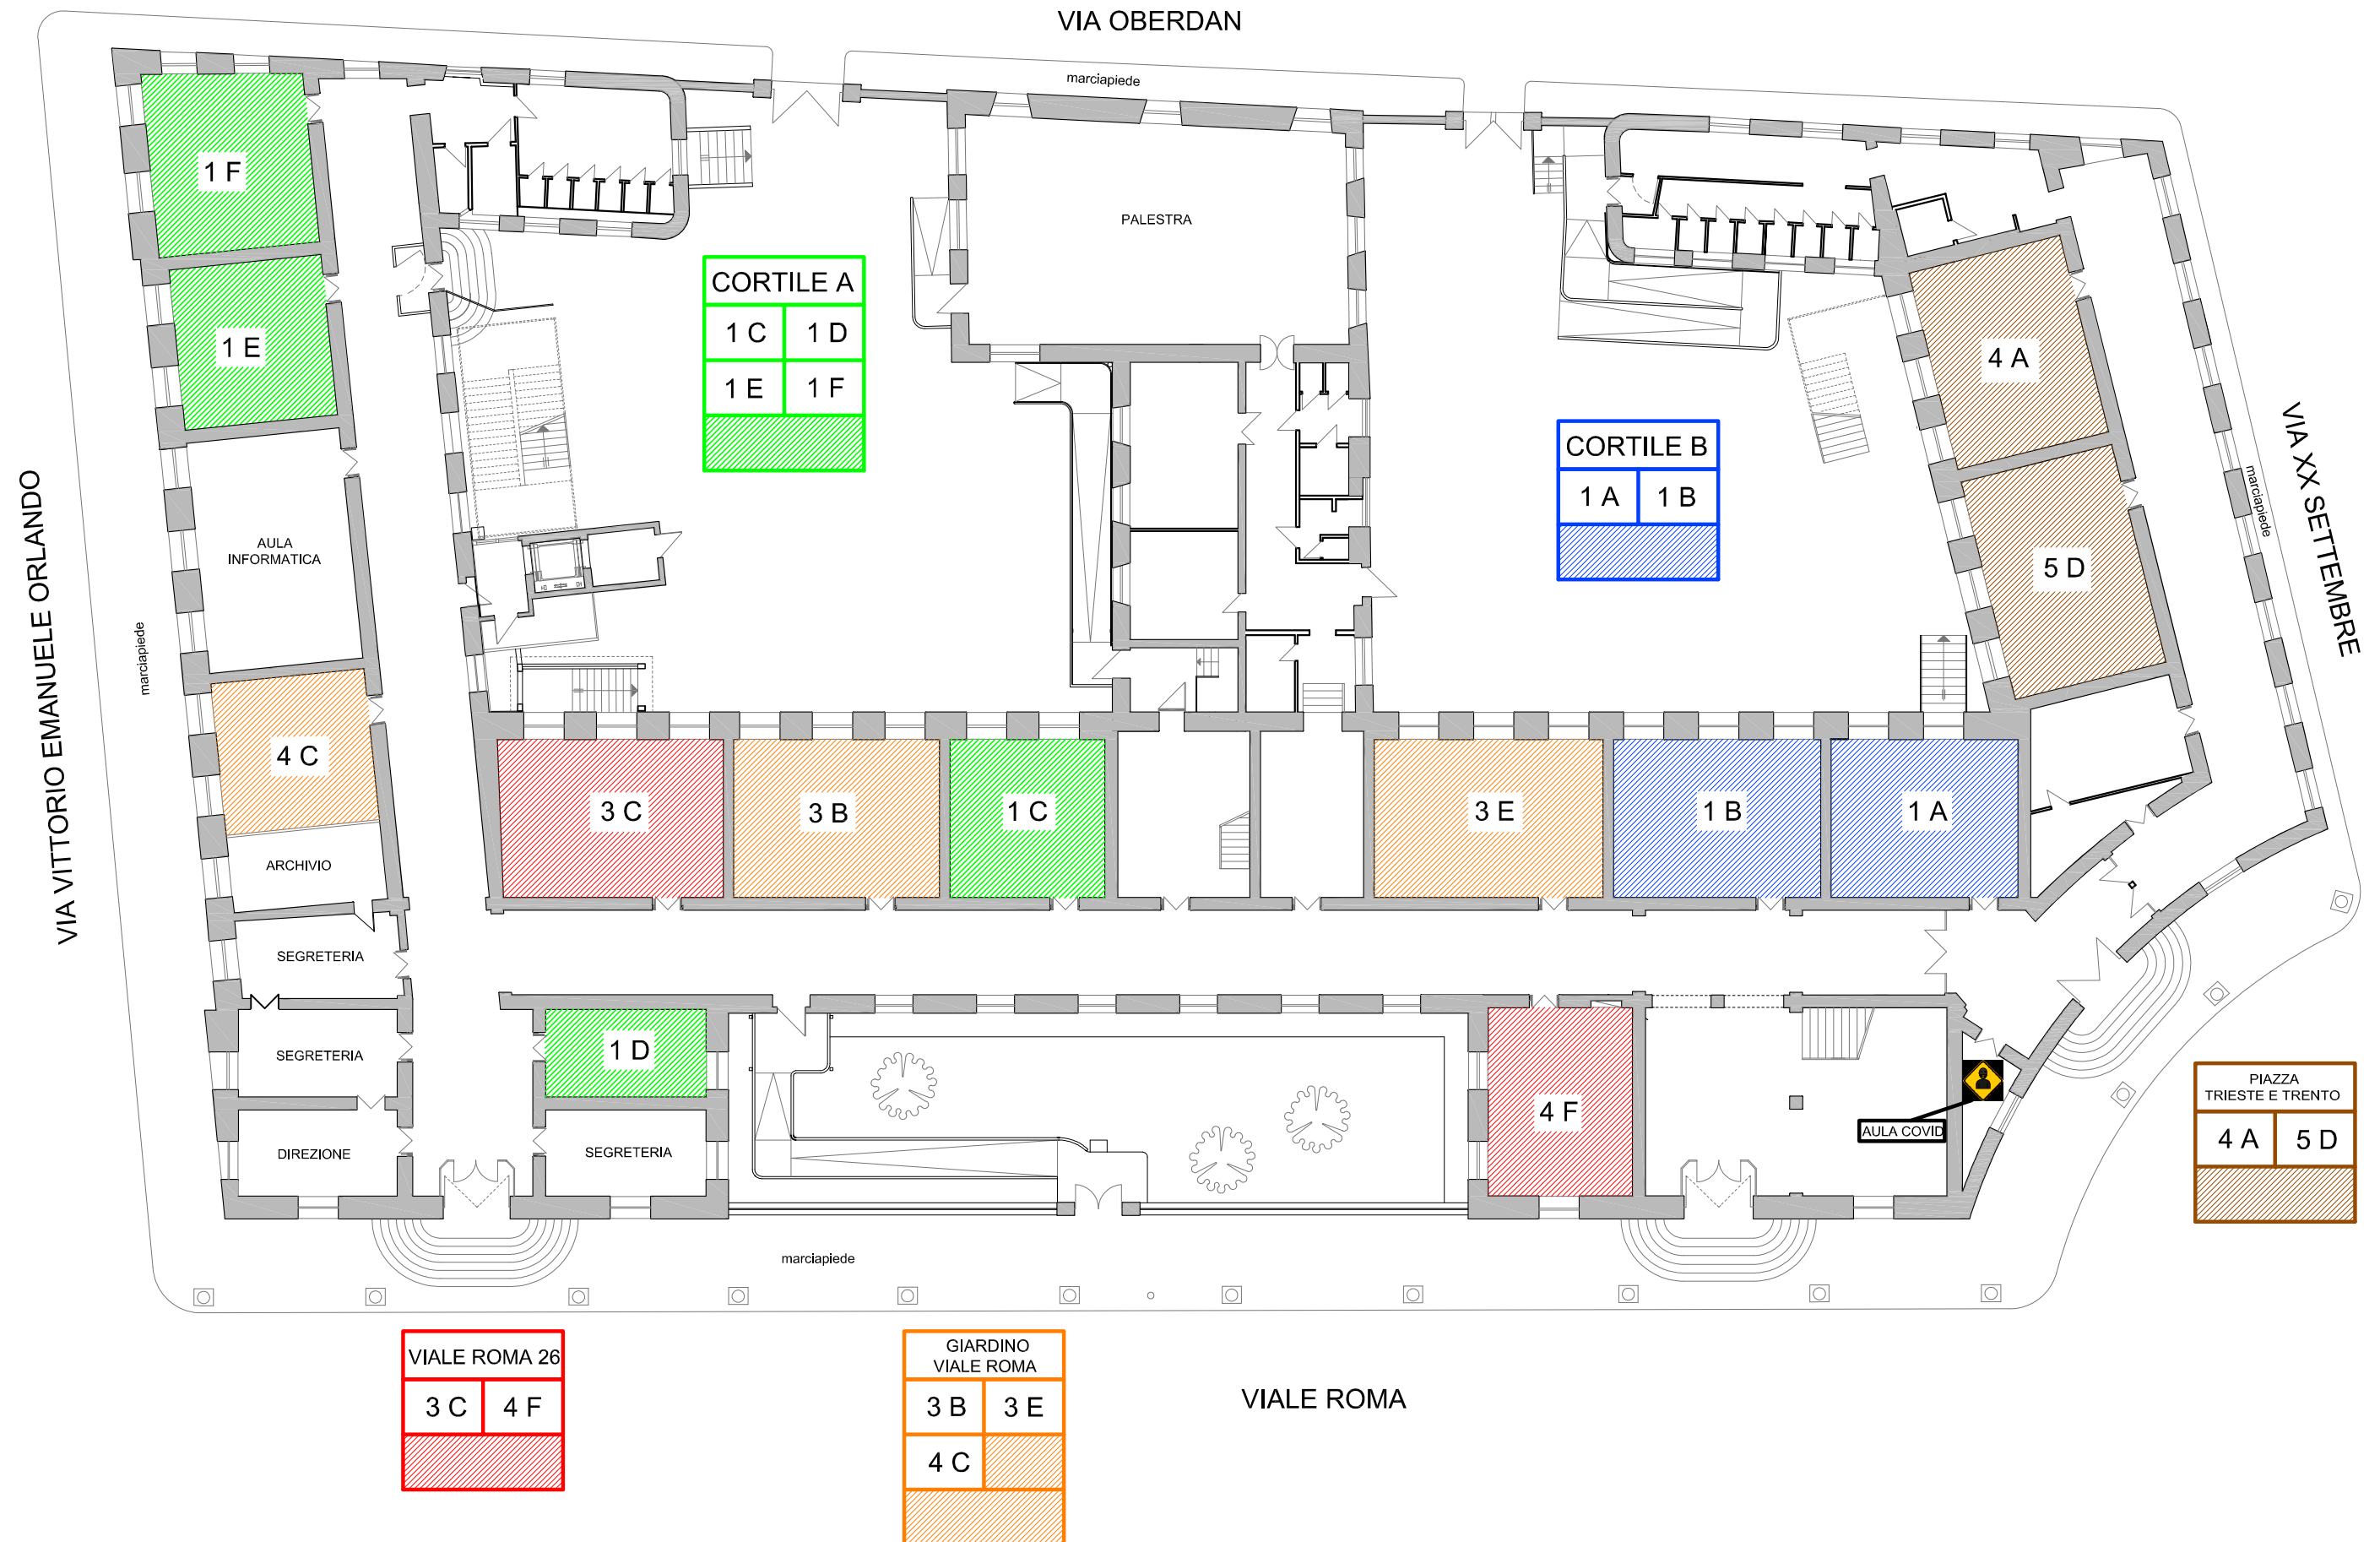 VIA OBERDAN
marciapiede
1 F
PALESTRA
CORTILE A
1 C 1 D
1 E 1 F
1 E
4 A
CORTILE B
1 A 1 B
VIA XX SETTEMBRE
marciapiede
VIA VITTORIO EMANUELE ORLANDO
marciapiede
AULA
INFORMATICA
5 D
4 C
3 C
3 B
1 C
3 E
1 B
1 A
ARCHIVIO
SEGRETERIA
SEGRETERIA
1 D
DIREZIONE
SEGRETERIA
4 F
AULA COVID
PIAZZA
TRIESTE E TRENTO
4 A 5 D
marciapiede
VIALE ROMA 26
3 C 4 F
GIARDINO
VIALE ROMA
3 B 3 E
4 C
VIALE ROMA